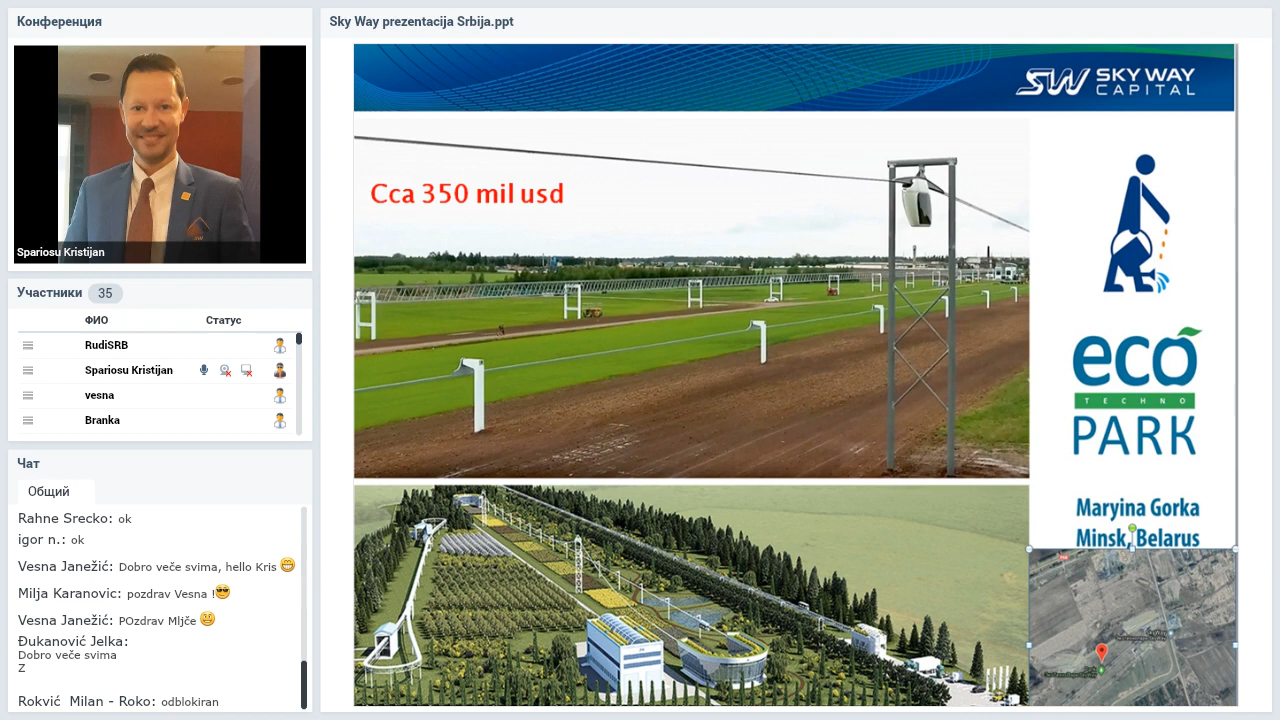 Конференция
Spariosu Kristijan
Участники 35
ФИО Статус
RudiSRB
Spariosu Kristijan
vesna
Branka
Чат
Общий
Rahne Srecko: ok
igor n.: ok
Vesna Janežić: Dobro veče svima, hello Kris
Milja Karanovic: pozdrav Vesna !
Vesna Janežić: POzdrav Mljče
Đukanović Jelka:
Dobro veče svima
Z
Rokvić Milan - Roko: odblokiran
Sky Way prezentacija Srbija.ppt
SW SKY WAY
CAPITAL
Cca 350 mil usd
eco
TECHNO
PARK
Maryina Gorka
Minsk, Belarus